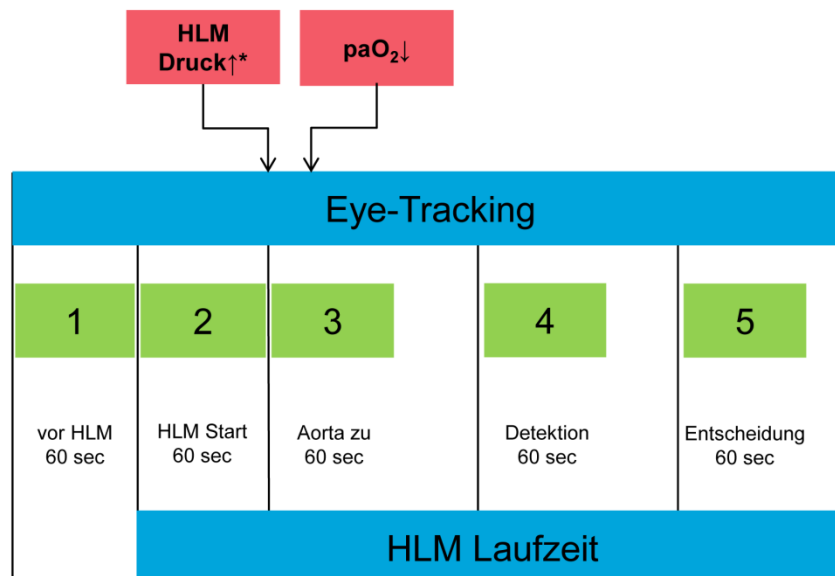 HLM
Druck↑*
paO₂↓
Eye-Tracking
1
2
3
4
5
vor HLM
60 sec
HLM Start
60 sec
Aorta zu
60 sec
Detektion
60 sec
Entscheidung
60 sec
HLM Laufzeit